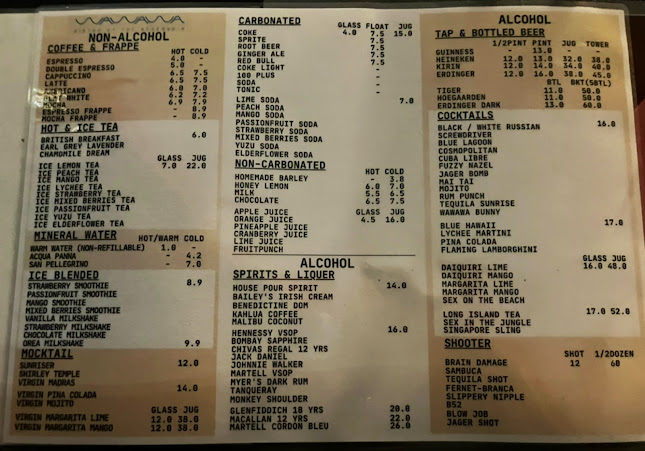 WAWAWA
NON-ALCOHOL
COFFEE & FRAPPE
HOT COLD
ESPRESSO 4.0 -
DOUBLE ESPRESSO 5.0 -
CAPPUCCINO 6.5 7.5
LATTE 6.5 7.5
AMERICANO 6.0 7.0
FLAT WHITE 6.2 7.2
MOCHA 6.9 7.9
ESPRESSO FRAPPE - 8.9
MOCHA FRAPPE - 8.9
HOT & ICE TEA
BRITISH BREAKFAST 6.0
EARL GREY LAVENDER
CHAMOMILE DREAM
GLASS JUG
ICE LEMON TEA 7.0 22.0
ICE PEACH TEA
ICE MANGO TEA
ICE LYCHEE TEA
ICE STRAWBERRY TEA
ICE MIXED BERRIES TEA
ICE PASSIONFRUIT TEA
ICE YUZU TEA
ICE ELDERFLOWER TEA
MINERAL WATER
HOT/WARM COLD
WARM WATER (NON-REFILLABLE) 1.0 -
ACQUA PANNA - 4.2
SAN PELLEGRINO - 7.0
ICE BLENDED
STRAWBERRY SMOOTHIE 8.9
PASSIONFRUIT SMOOTHIE
MANGO SMOOTHIE
MIXED BERRIES SMOOTHIE
VANILLA MILKSHAKE
STRAWBERRY MILKSHAKE
CHOCOLATE MILKSHAKE
OREA MILKSHAKE 9.9
MOCKTAIL
SUNRISER 12.0
SHIRLEY TEMPLE
VIRGIN MADRAS
VIRGIN PINA COLADA 14.0
VIRGIN MOJITO
GLASS JUG
VIRGIN MARGARITA LIME 12.0 38.0
VIRGIN MARGARITA MANGO 12.0 38.0
CARBONATED
GLASS FLOAT JUG
COKE 4.0 7.5 15.0
SPRITE 7.5
ROOT BEER 7.5
GINGER ALE 7.5
RED BULL 7.5
COKE LIGHT -
100 PLUS -
SODA -
TONIC -
LIME SODA 7.0
PEACH SODA
MANGO SODA
PASSIONFRUIT SODA
STRAWBERRY SODA
MIXED BERRIES SODA
YUZU SODA
ELDERFLOWER SODA
NON-CARBONATED
HOT COLD
HOMEMADE BARLEY - 3.8
HONEY LEMON 6.0 7.0
MILK 5.5 6.5
CHOCOLATE 6.5 7.5
APPLE JUICE GLASS JUG
ORANGE JUICE 4.5 16.0
PINEAPPLE JUICE
CRANBERRY JUICE
LIME JUICE
FRUITPUNCH
ALCOHOL
SPIRITS & LIQUER
HOUSE POUR SPIRIT 14.0
BAILEY'S IRISH CREAM
BENEDICTINE DOM
KAHLUA COFFEE
MALIBU COCONUT
HENNESSY VSOP 16.0
BOMBAY SAPPHIRE
CHIVAS REGAL 12 YRS
JACK DANIEL
JOHNNIE WALKER
MARTELL VSOP
MYER'S DARK RUM
TANQUERAY
MONKEY SHOULDER
GLENFIDDICH 18 YRS 20.0
MACALLAN 12 YRS 22.0
MARTELL CORDON BLEU 26.0
ALCOHOL
TAP & BOTTLED BEER
1/2PINT PINT JUG TOWER
GUINNESS - 13.0 - -
HEINEKEN 12.0 13.0 32.0 38.0
KIRIN 12.0 14.0 34.0 40.0
ERDINGER 12.0 16.0 38.0 45.0
BTL BKT(5BTL)
TIGER 11.0 50.0
HOEGAARDEN 11.0 50.0
ERDINGER DARK 13.0 60.0
COCKTAILS
BLACK / WHITE RUSSIAN 16.0
SCREWDRIVER
BLUE LAGOON
COSMOPOLITAN
CUBA LIBRE
FUZZY NAZEL
JAGER BOMB
MAI TAI
MOJITO
RUM PUNCH
TEQUILA SUNRISE
WAWAWA BUNNY
BLUE HAWAII 17.0
LYCHEE MARTINI
PINA COLADA
FLAMING LAMBORGHINI
GLASS JUG
DAIQUIRI LIME 16.0 48.0
DAIQUIRI MANGO
MARGARITA LIME
MARGARITA MANGO
SEX ON THE BEACH
LONG ISLAND TEA 17.0 52.0
SEX IN THE JUNGLE
SINGAPORE SLING
SHOOTER
SHOT 1/2DOZEN
BRAIN DAMAGE 12 60
SAMBUCA
TEQUILA SHOT
FERNET-BRANCA
SLIPPERY NIPPLE
B52
BLOW JOB
JAGER SHOT